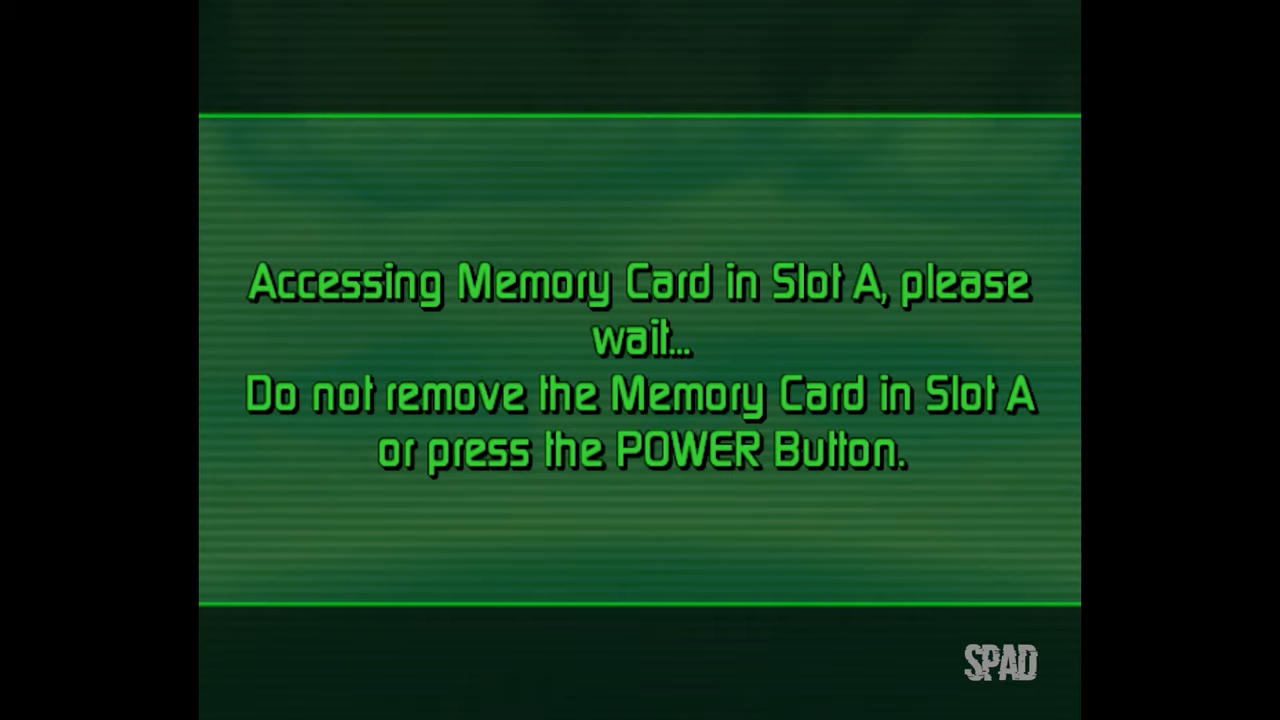 Accessing Memory Card in Slot A, please
wait...
Do not remove the Memory Card in Slot A
or press the POWER Button.
SPAD